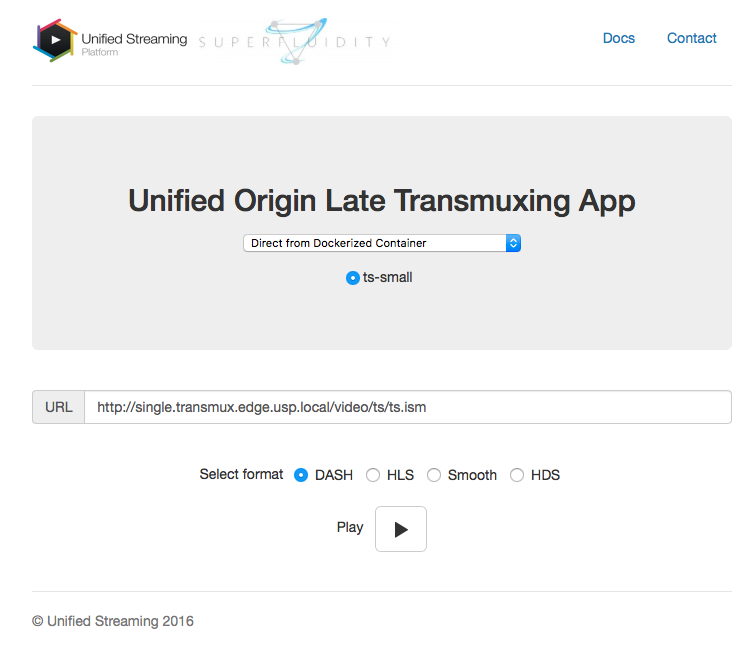 Unified Streaming
Platform
SUPERFLUIDITY
Docs
Contact
Unified Origin Late Transmuxing App
Direct from Dockerized Container
ts-small
URL
http://single.transmux.edge.usp.local/video/ts/ts.ism
Select format DASH HLS Smooth HDS
Play
© Unified Streaming 2016